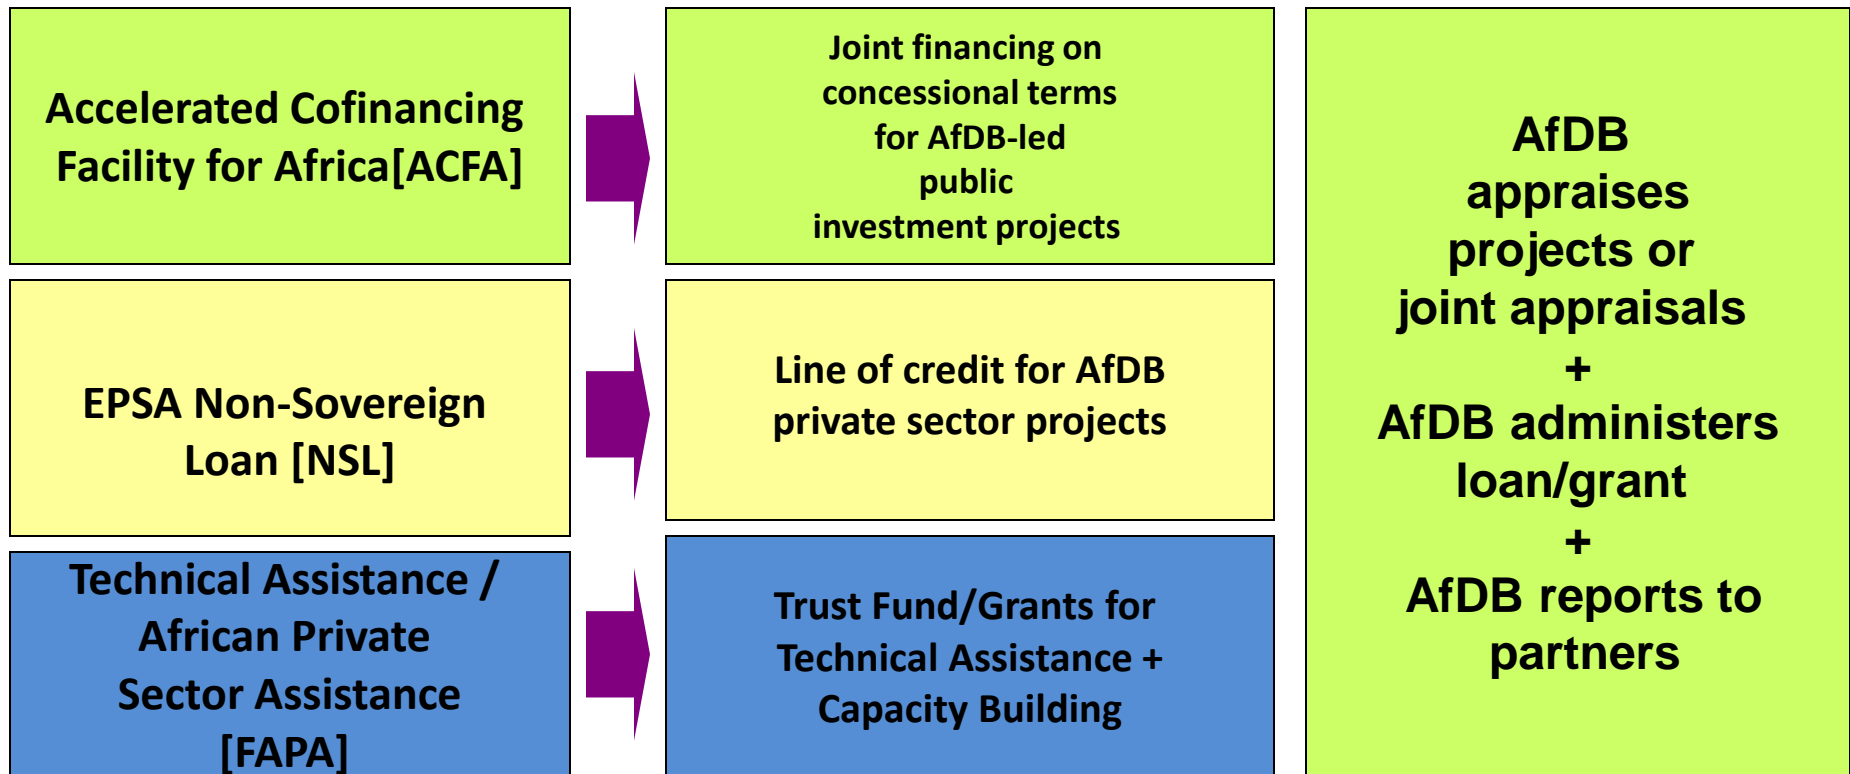 Accelerated Cofinancing
Facility for Africa[ACFA]
Joint financing on
concessional terms
for AfDB-led
public
investment projects
EPSA Non-Sovereign
Loan [NSL]
Line of credit for AfDB
private sector projects
Technical Assistance /
African Private
Sector Assistance
[FAPA]
Trust Fund/Grants for
Technical Assistance +
Capacity Building
AfDB
appraises
projects or
joint appraisals
+
AfDB administers
loan/grant
+
AfDB reports to
partners